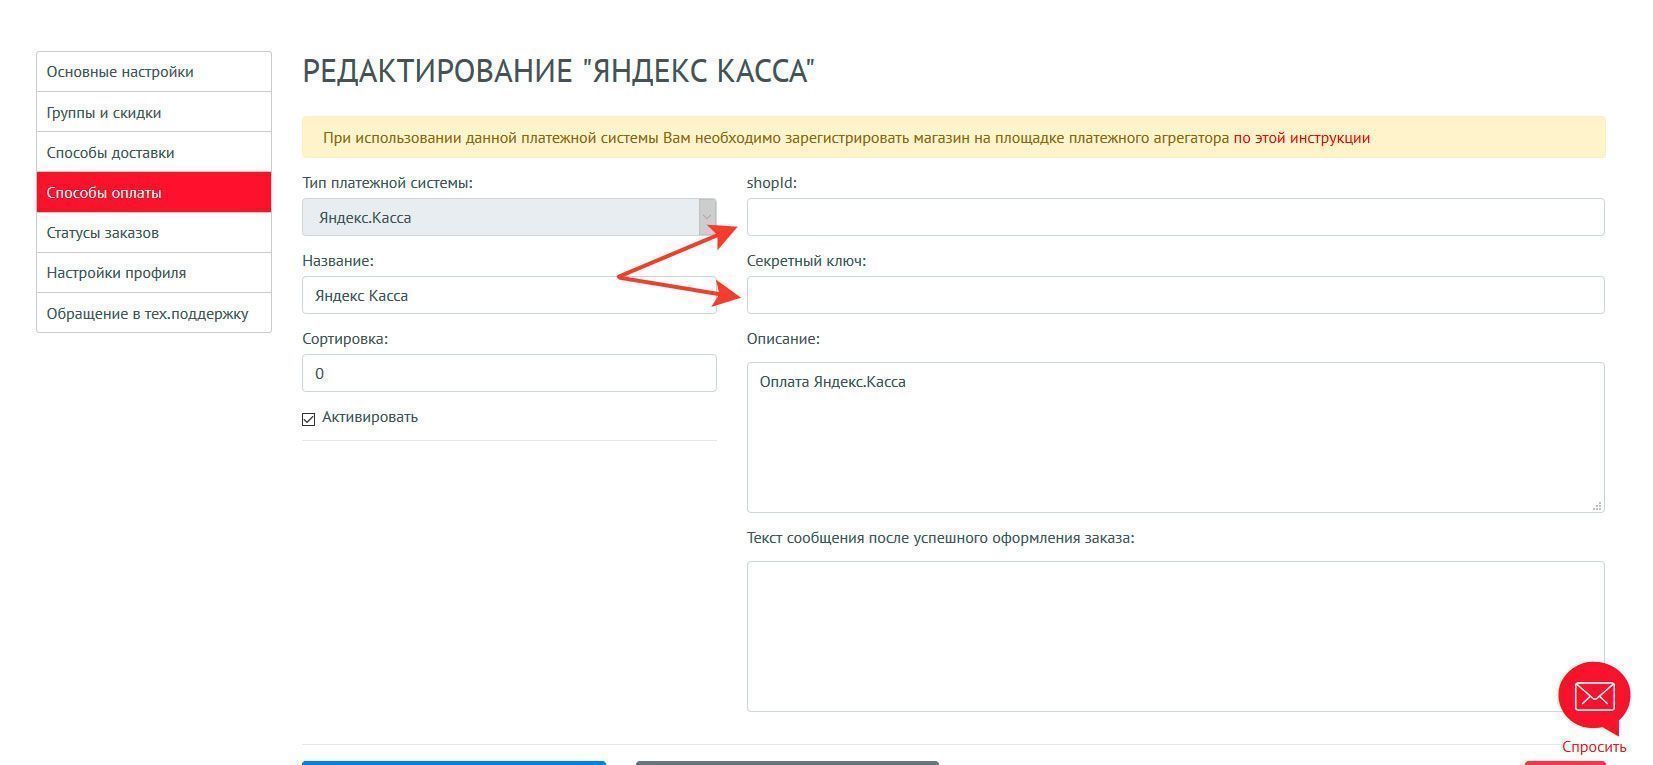 Основные настройки
Группы и скидки
Способы доставки
Способы оплаты
Статусы заказов
Настройки профиля
Обращение в тех.поддержку
РЕДАКТИРОВАНИЕ "ЯНДЕКС КАССА"
При использовании данной платежной системы Вам необходимо зарегистрировать магазин на площадке платежного агрегатора по этой инструкции
Тип платежной системы:
Яндекс.Касса
Название:
Яндекс Касса
Сортировка:
0
Активировать
shopId:
Секретный ключ:
Описание:
Оплата Яндекс.Касса
Текст сообщения после успешного оформления заказа:
Спросить